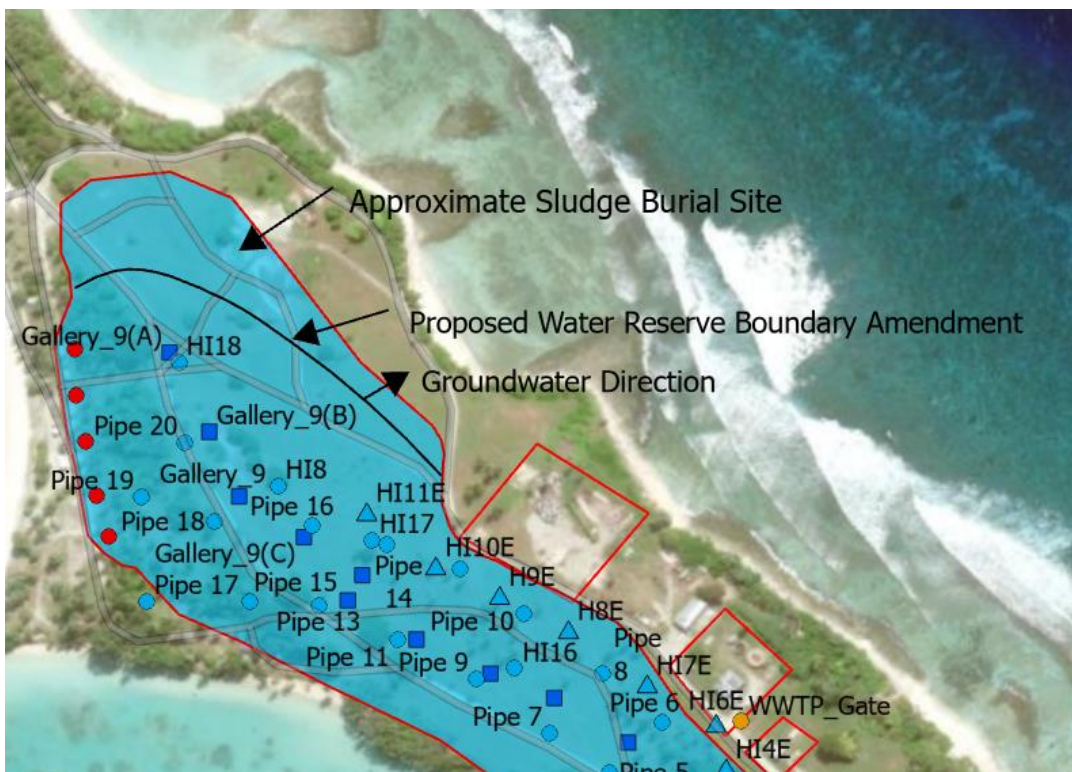 Approximate Sludge Burial Site
Proposed Water Reserve Boundary Amendment
Gallery_9(A)
HI18
Groundwater Direction
Gallery_9(B)
Pipe 20
Gallery_9
HI8
Pipe 19
Pipe 16
HI11E
Pipe 18
HI17
Gallery_9(C)
Pipe
HI10E
Pipe 17
Pipe 15
14
H9E
Pipe 13
Pipe 10
H8E
Pipe
Pipe 11
Pipe 9
HI16
8
HI7E
Pipe 7
Pipe 6
HI6E
WWTP_Gate
HI4E
Pipe 5